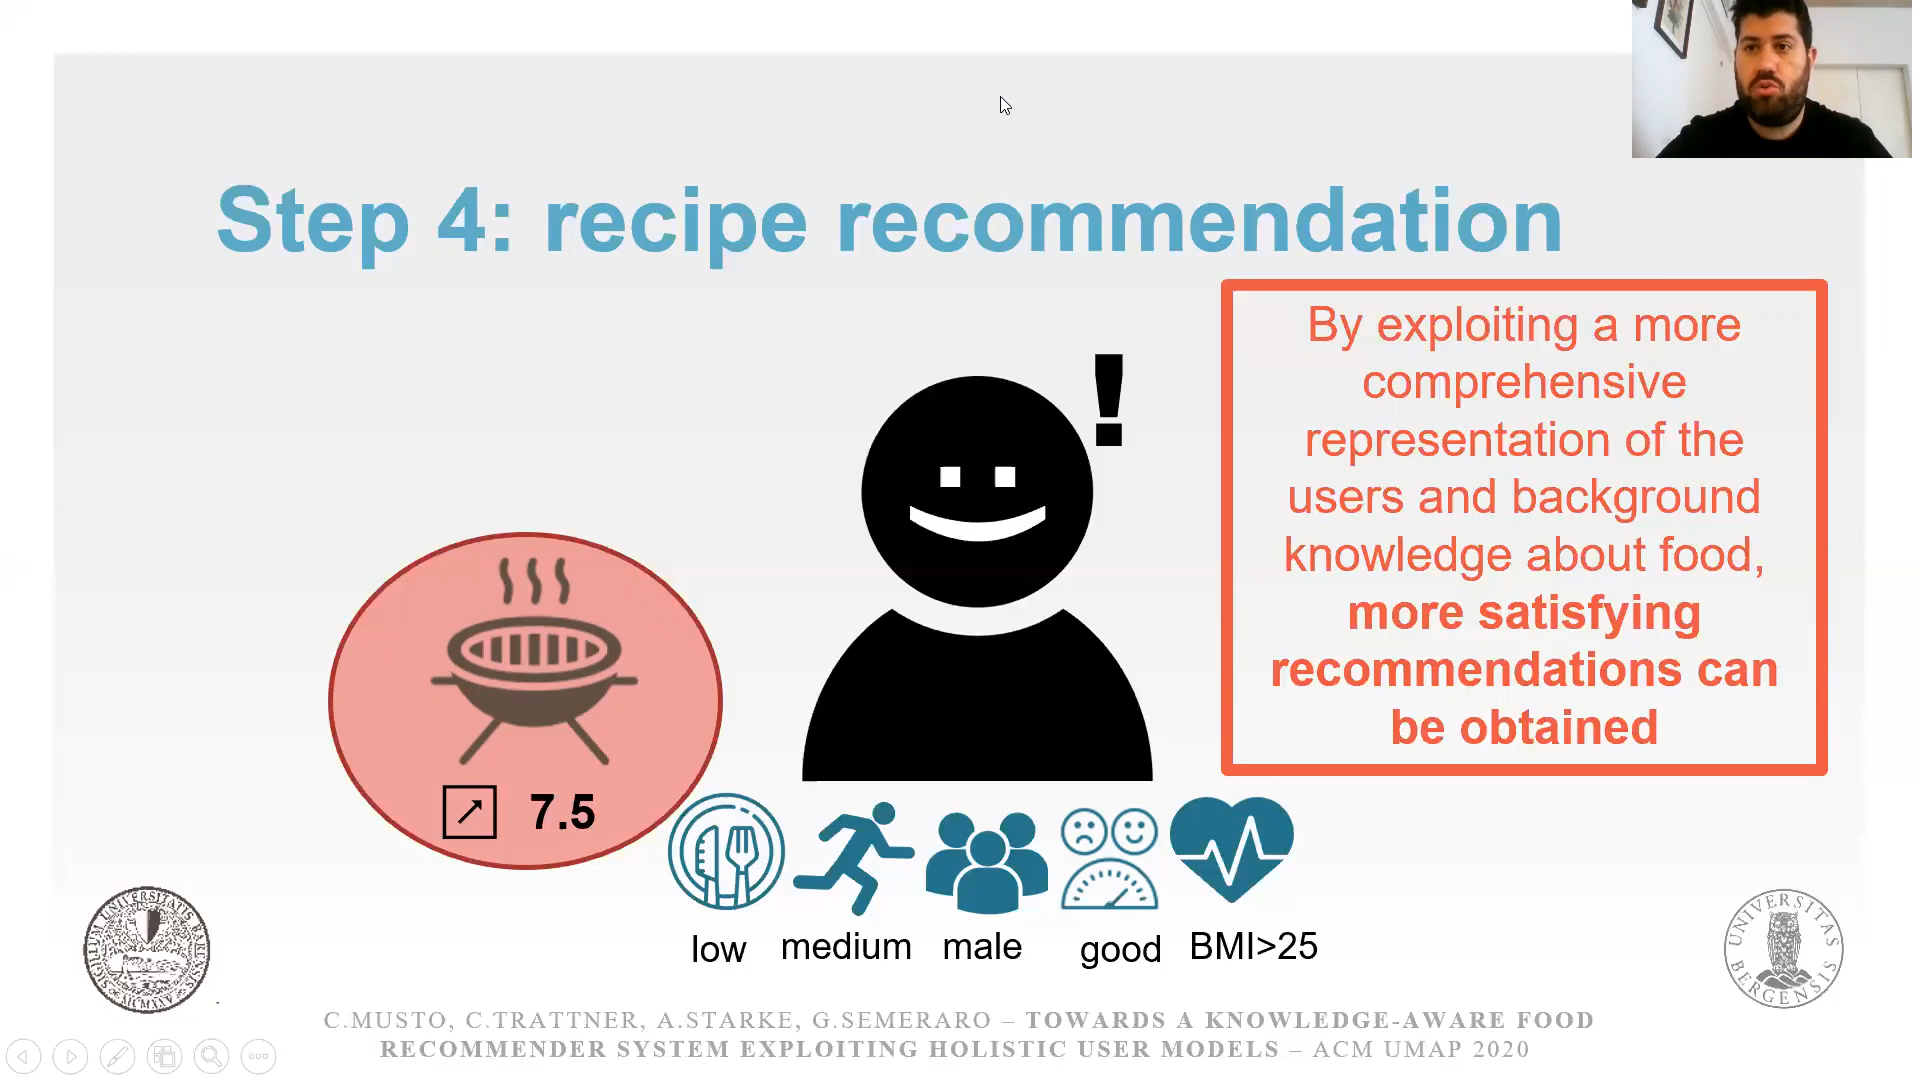 Step 4: recipe recommendation
By exploiting a more
comprehensive
representation of the
users and background
knowledge about food,
more satisfying
recommendations can
be obtained
!
7.5
low medium male good BMI>25
UNIVERSITAS
BERGENSIS
C.MUSTO, C.TRATTNER, A.STARKE, G.SEMERARO – TOWARDS A KNOWLEDGE-AWARE FOOD
RECOMMENDER SYSTEM EXPLOITING HOLISTIC USER MODELS – ACM UMAP 2020